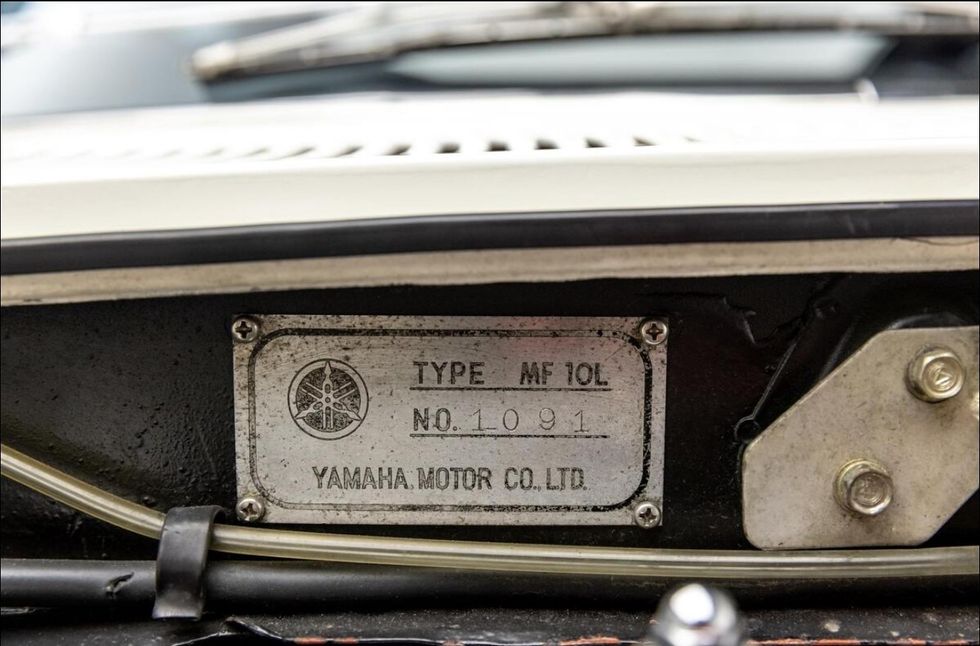 TYPE MF 10L
NO. 1091
YAMAHA MOTOR CO., LTD.